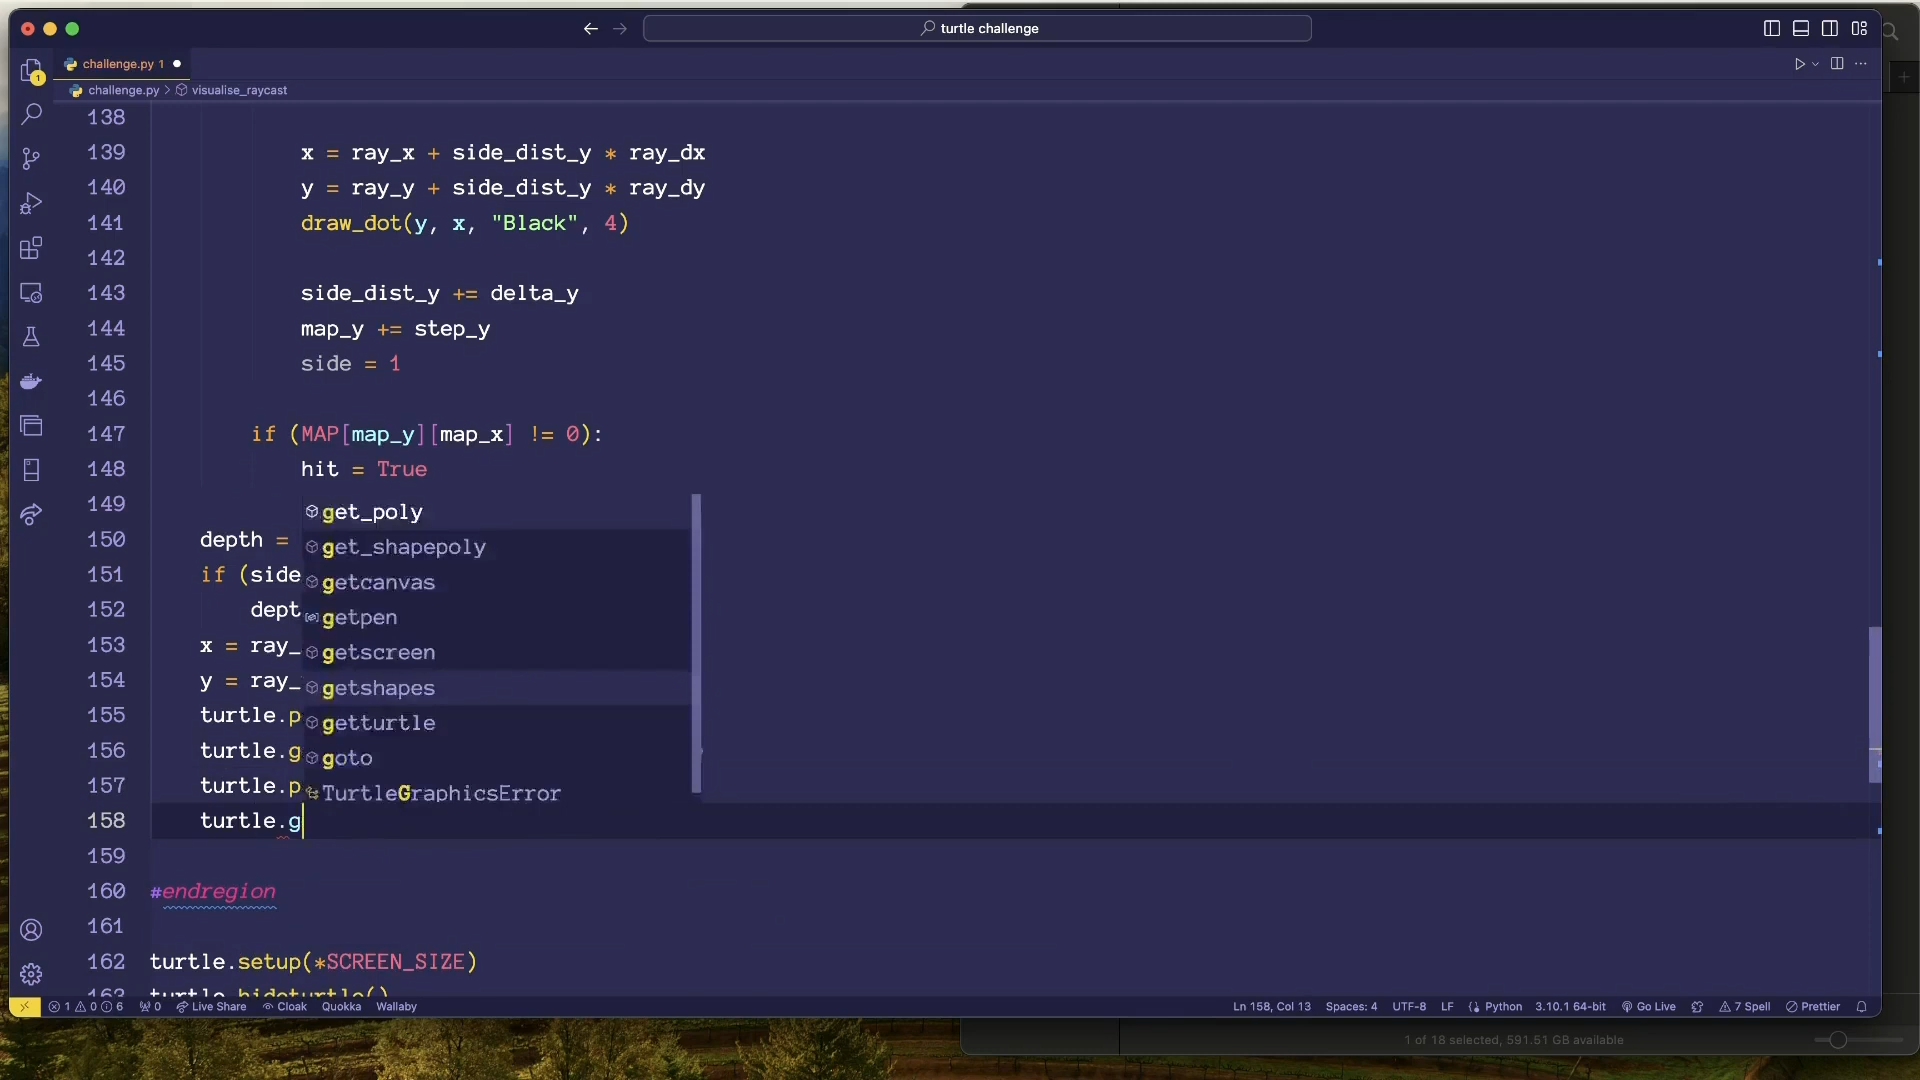 turtle challenge
challenge.py 1
challenge.py > visualise_raycast
138
139 x = ray_x + side_dist_y * ray_dx
140 y = ray_y + side_dist_y * ray_dy
141 draw_dot(y, x, "Black", 4)
142
143 side_dist_y += delta_y
144 map_y += step_y
145 side = 1
146
147 if (MAP[map_y][map_x] != 0):
148 hit = True
149
get_poly
150 depth =
get_shapepoly
151 if (side
getcanvas
152 dept
getpen
153 x = ray_
getscreen
154 y = ray_
getshapes
155 turtle.p
getturtle
156 turtle.g
goto
157 turtle.p
TurtleGraphicsError
158 turtle.g
159
160 #endregion
161
162 turtle.setup(*SCREEN_SIZE)
163 turtle.hideturtle()
1 0 6 0 Live Share Cloak Quokka Wallaby Ln 158, Col 13 Spaces: 4 UTF-8 LF Python 3.10.1 64-bit Go Live 7 Spell Prettier
1 of 18 selected, 591.51 GB available